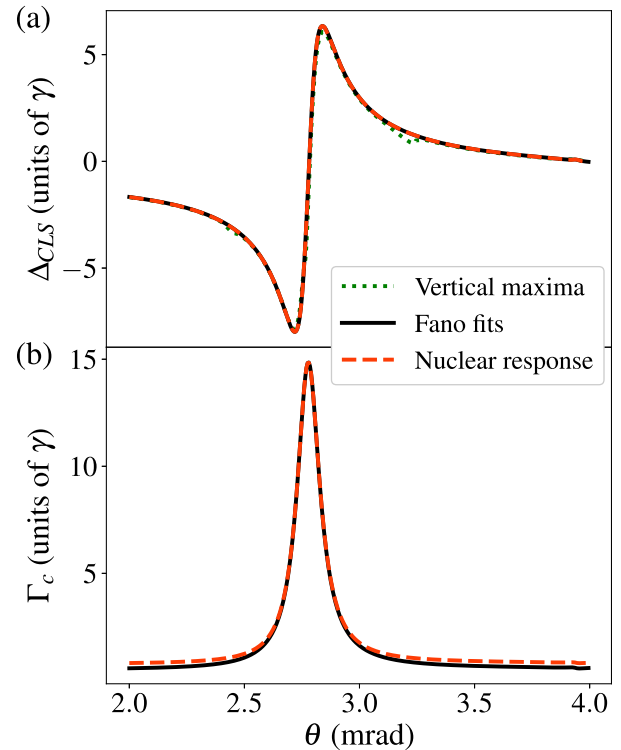 (a)
Δ_CLS (units of γ)
5
0
−5
Vertical maxima
Fano fits
Nuclear response
(b)
Γ_c (units of γ)
15
10
5
2.0 2.5 3.0 3.5 4.0
θ (mrad)